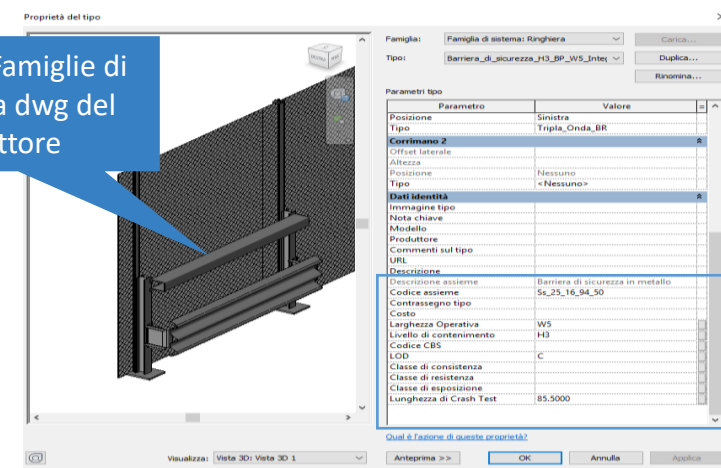 Proprietà del tipo
Famiglie di
a dwg del
ttore
Famiglia: Famiglia di sistema: Ringhiera Carica...
Tipo: Barriera_di_sicurezza_H3_BP_W5_Inte Duplica...
Rinomina...
Parametri tipo
Parametro Valore =
Posizione Sinistra
Tipo Tripla_Onda_BR
Corrimano 2
Offset laterale
Altezza
Posizione Nessuno
Tipo <Nessuno>
Dati identità
Immagine tipo
Nota chiave
Modello
Produttore
Commenti sul tipo
URL
Descrizione
Descrizione assieme Barriera di sicurezza in metallo
Codice assieme Ss_25_16_94_50
Contrassegno tipo
Costo
Larghezza Operativa W5
Livello di contenimento H3
Codice CBS
LOD C
Classe di consistenza
Classe di resistenza
Classe di esposizione
Lunghezza di Crash Test 85.5000
Qual è l'azione di queste proprietà?
Visualizza: Vista 3D: Vista 3D 1 Anteprima >> OK Annulla Applica